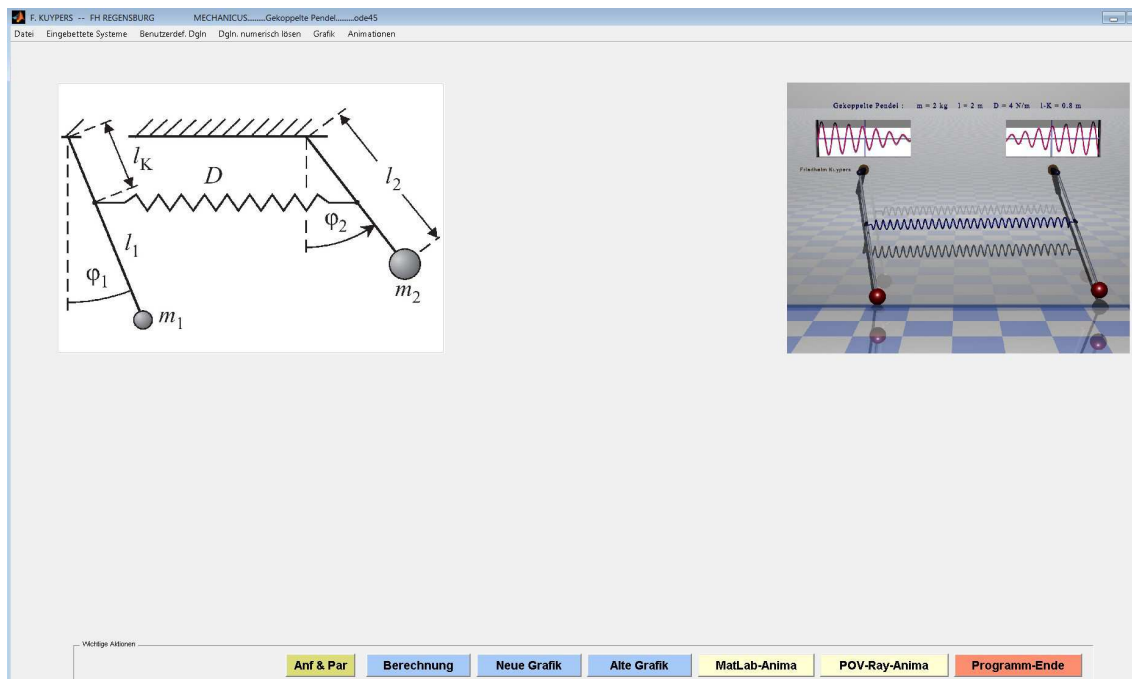 F. KUYPERS -- FH REGENSBURG MECHANICUS.........Gekoppelte Pendel.........ode45
Datei Eingebettete Systeme Benutzerdef. Dgln Dgln. numerisch lösen Grafik Animationen
l_K
D
l_2
l_1
φ_2
φ_1
m_2
m_1
Gekoppelte Pendel : m = 2 kg l = 2 m D = 4 N/m l-K = 0.8 m
Friedhelm Kuypers
Wichtige Aktionen
Anf & Par Berechnung Neue Grafik Alte Grafik MatLab-Anima POV-Ray-Anima Programm-Ende